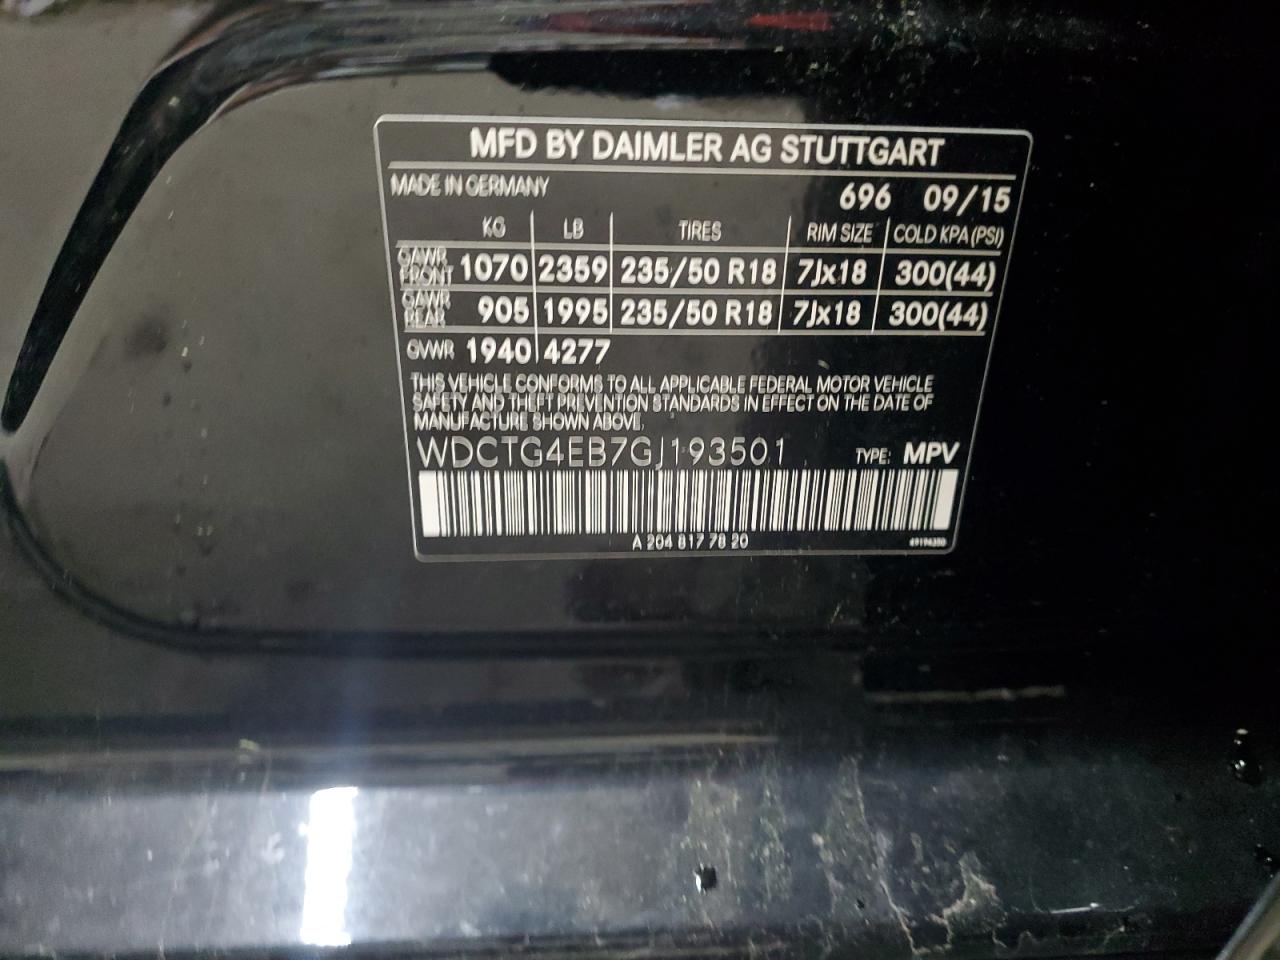 MFD BY DAIMLER AG STUTTGART
MADE IN GERMANY 696 09/15
KG LB TIRES RIM SIZE COLD KPA(PSI)
GAWR FRONT 1070 2359 235/50 R18 7Jx18 300(44)
GAWR REAR 905 1995 235/50 R18 7Jx18 300(44)
GVWR 1940 4277
THIS VEHICLE CONFORMS TO ALL APPLICABLE FEDERAL MOTOR VEHICLE
SAFETY AND THEFT PREVENTION STANDARDS IN EFFECT ON THE DATE OF
MANUFACTURE SHOWN ABOVE.
WDCTG4EB7GJ193501 TYPE: MPV
A 204 817 78 20